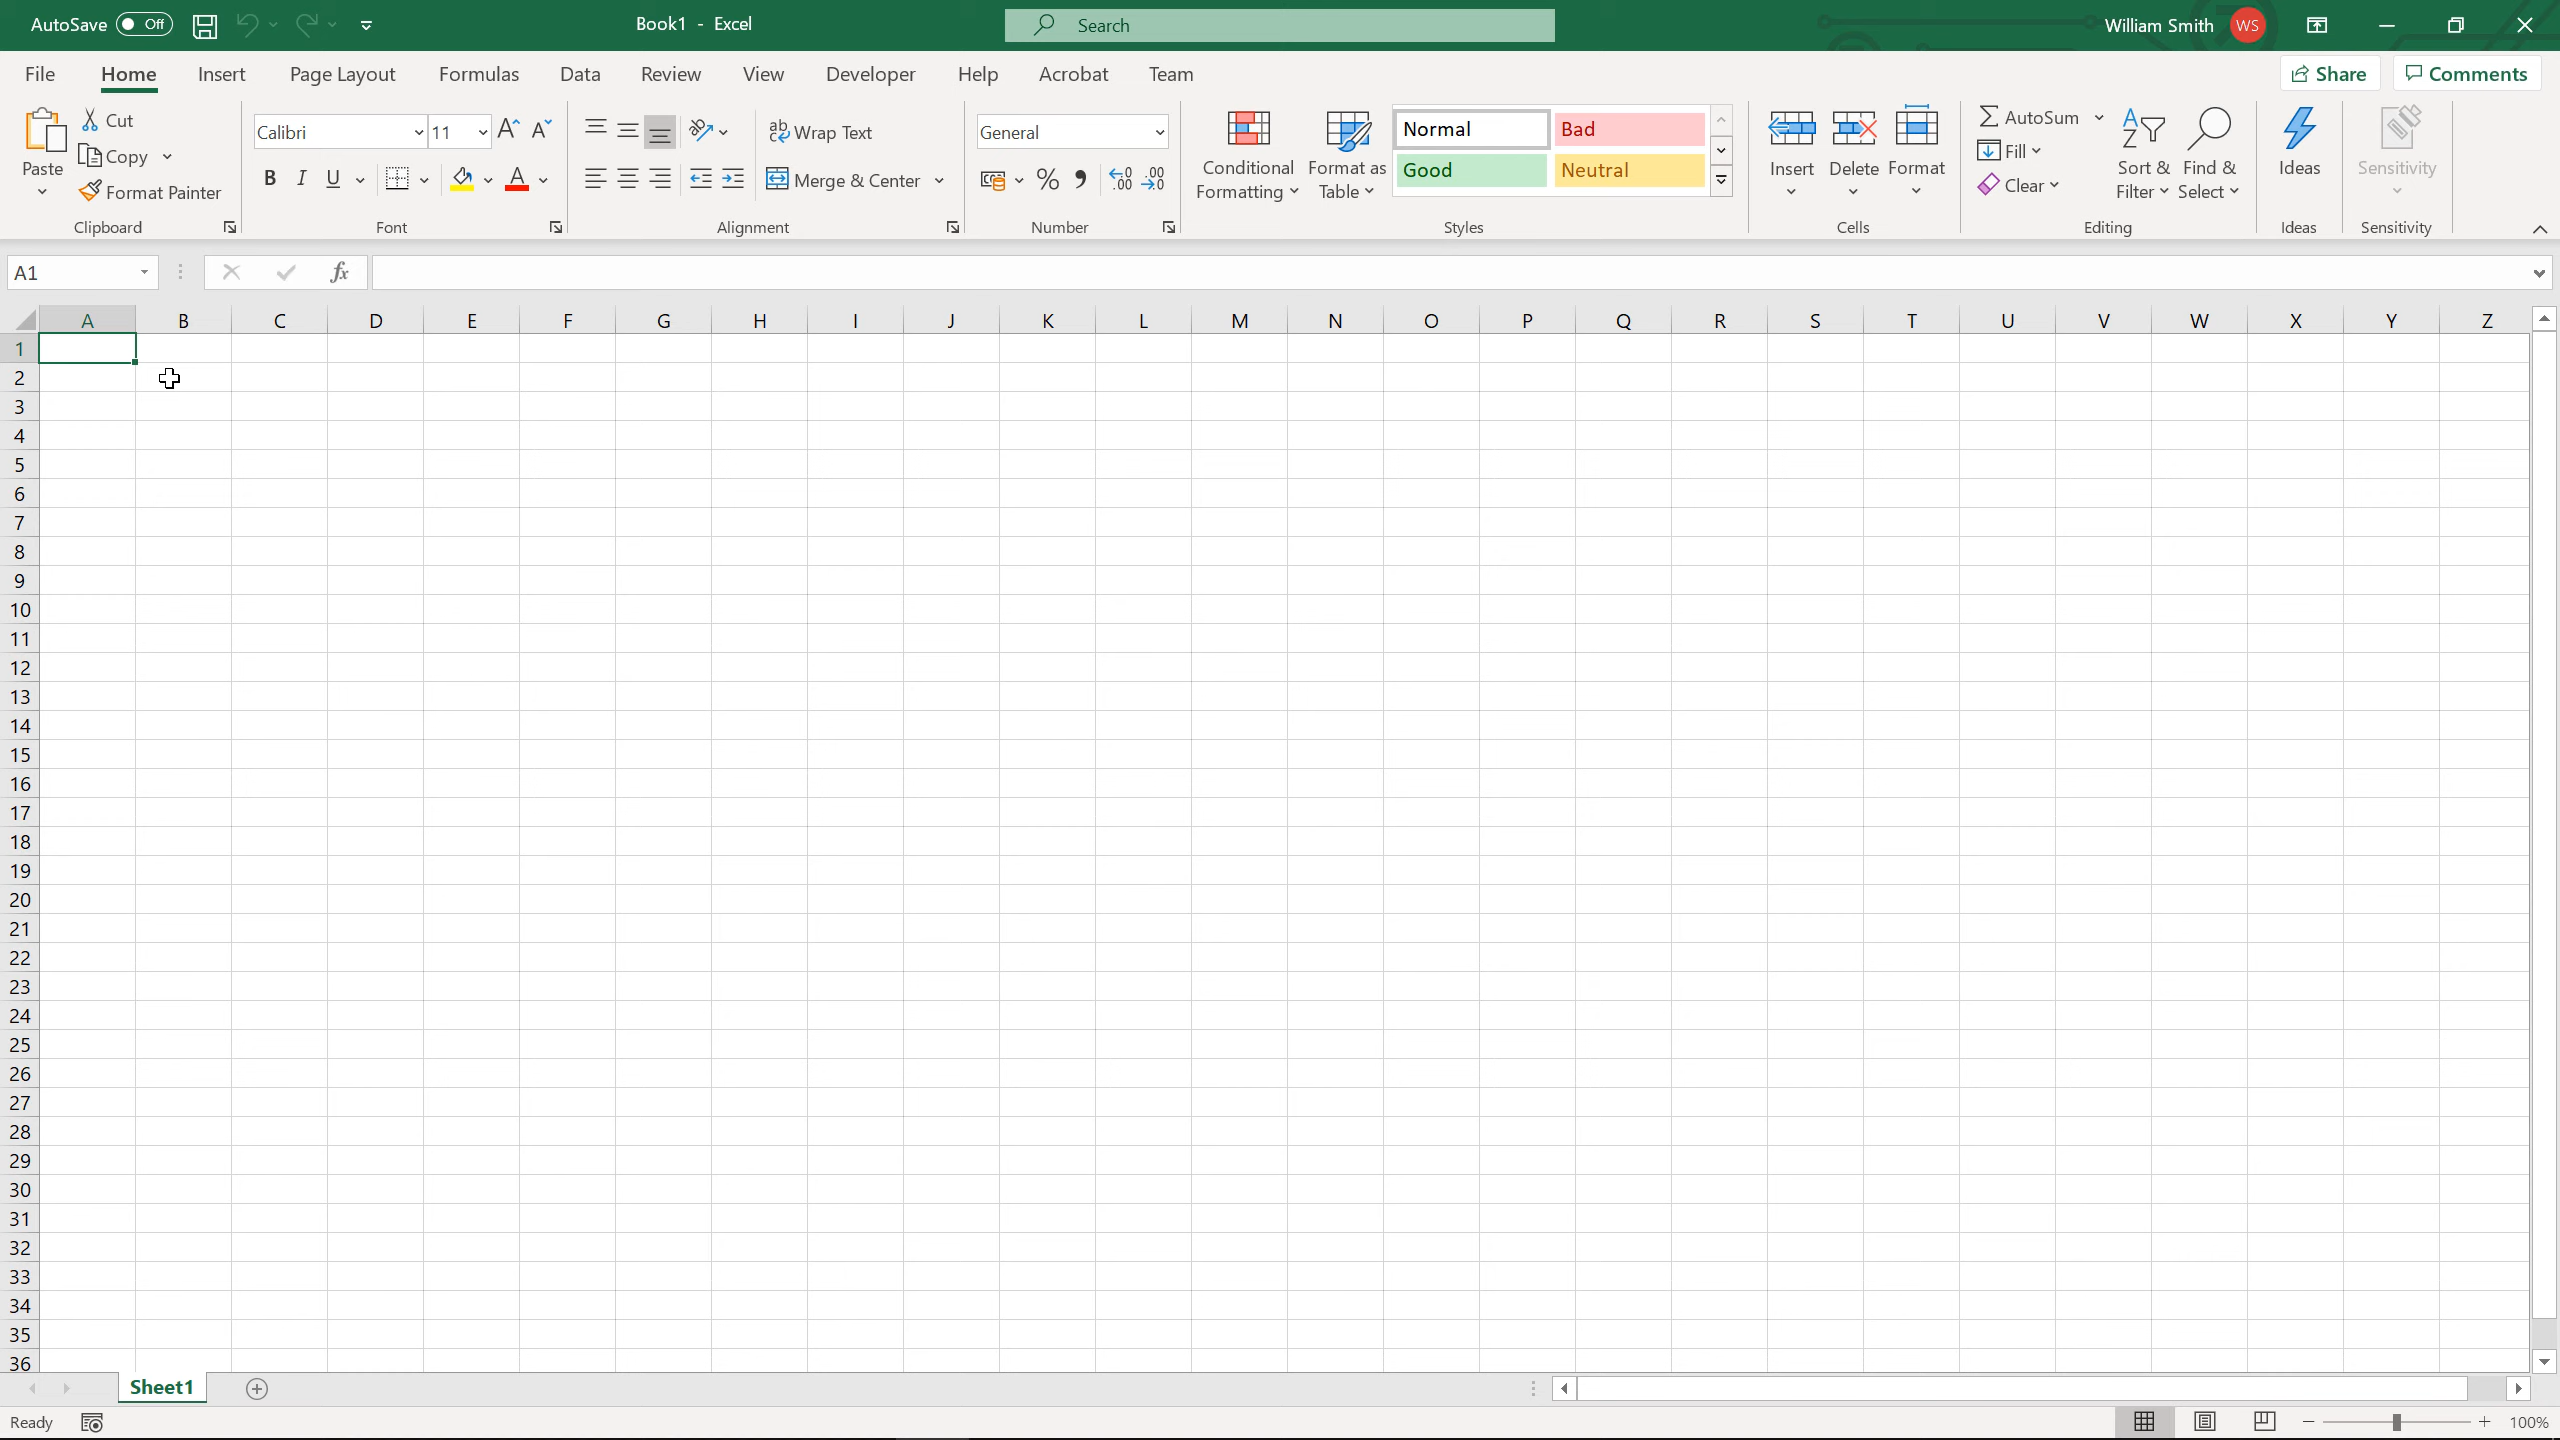 AutoSave Off Book1 - Excel Search William Smith WS
File Home Insert Page Layout Formulas Data Review View Developer Help Acrobat Team Share Comments
Paste
Cut
Copy
Format Painter
Clipboard
Calibri 11
B I U
Font
Wrap Text
Merge & Center
Alignment
General
Number
Conditional
Formatting
Format as
Table
Normal Bad
Good Neutral
Styles
Insert Delete Format
Cells
AutoSum
Fill
Clear
Sort &
Filter
Find &
Select
Editing
Ideas
Ideas
Sensitivity
Sensitivity
A1 fx
A B C D E F G H I J K L M N O P Q R S T U V W X Y Z
1
2
3
4
5
6
7
8
9
10
11
12
13
14
15
16
17
18
19
20
21
22
23
24
25
26
27
28
29
30
31
32
33
34
35
36
Sheet1
Ready 100%